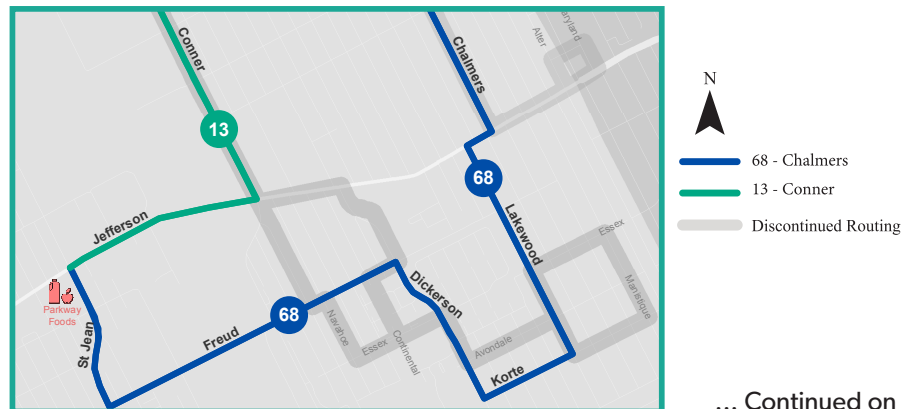 Conner
Chalmers
Alter
Maryland
13
68
Jefferson
Lakewood
Essex
Parkway
Foods
St Jean
Freud
68
Dickerson
Navahoe
Essex
Continental
Avondale
Manistique
Korte
N
68 - Chalmers
13 - Conner
Discontinued Routing
... Continued on